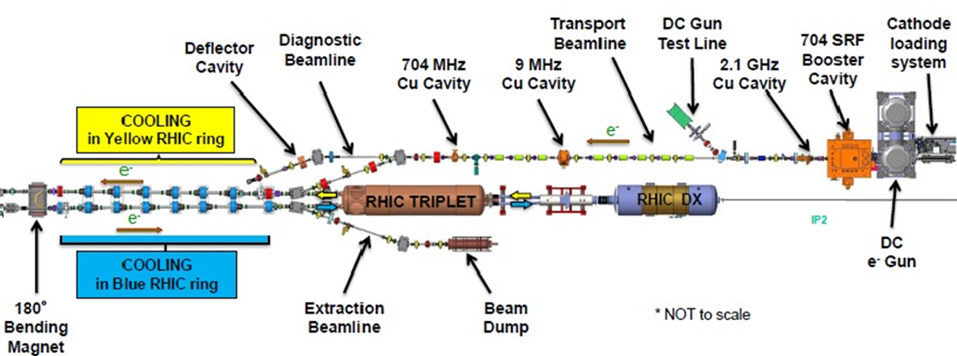 Deflector
Cavity
Diagnostic
Beamline
704 MHz
Cu Cavity
9 MHz
Cu Cavity
Transport
Beamline
DC Gun
Test Line
2.1 GHz
Cu Cavity
704 SRF
Booster
Cavity
Cathode
loading
system
COOLING
in Yellow RHIC ring
e-
e-
RHIC TRIPLET
RHIC DX
IP2
e-
COOLING
in Blue RHIC ring
180°
Bending
Magnet
Extraction
Beamline
Beam
Dump
* NOT to scale
DC
e- Gun